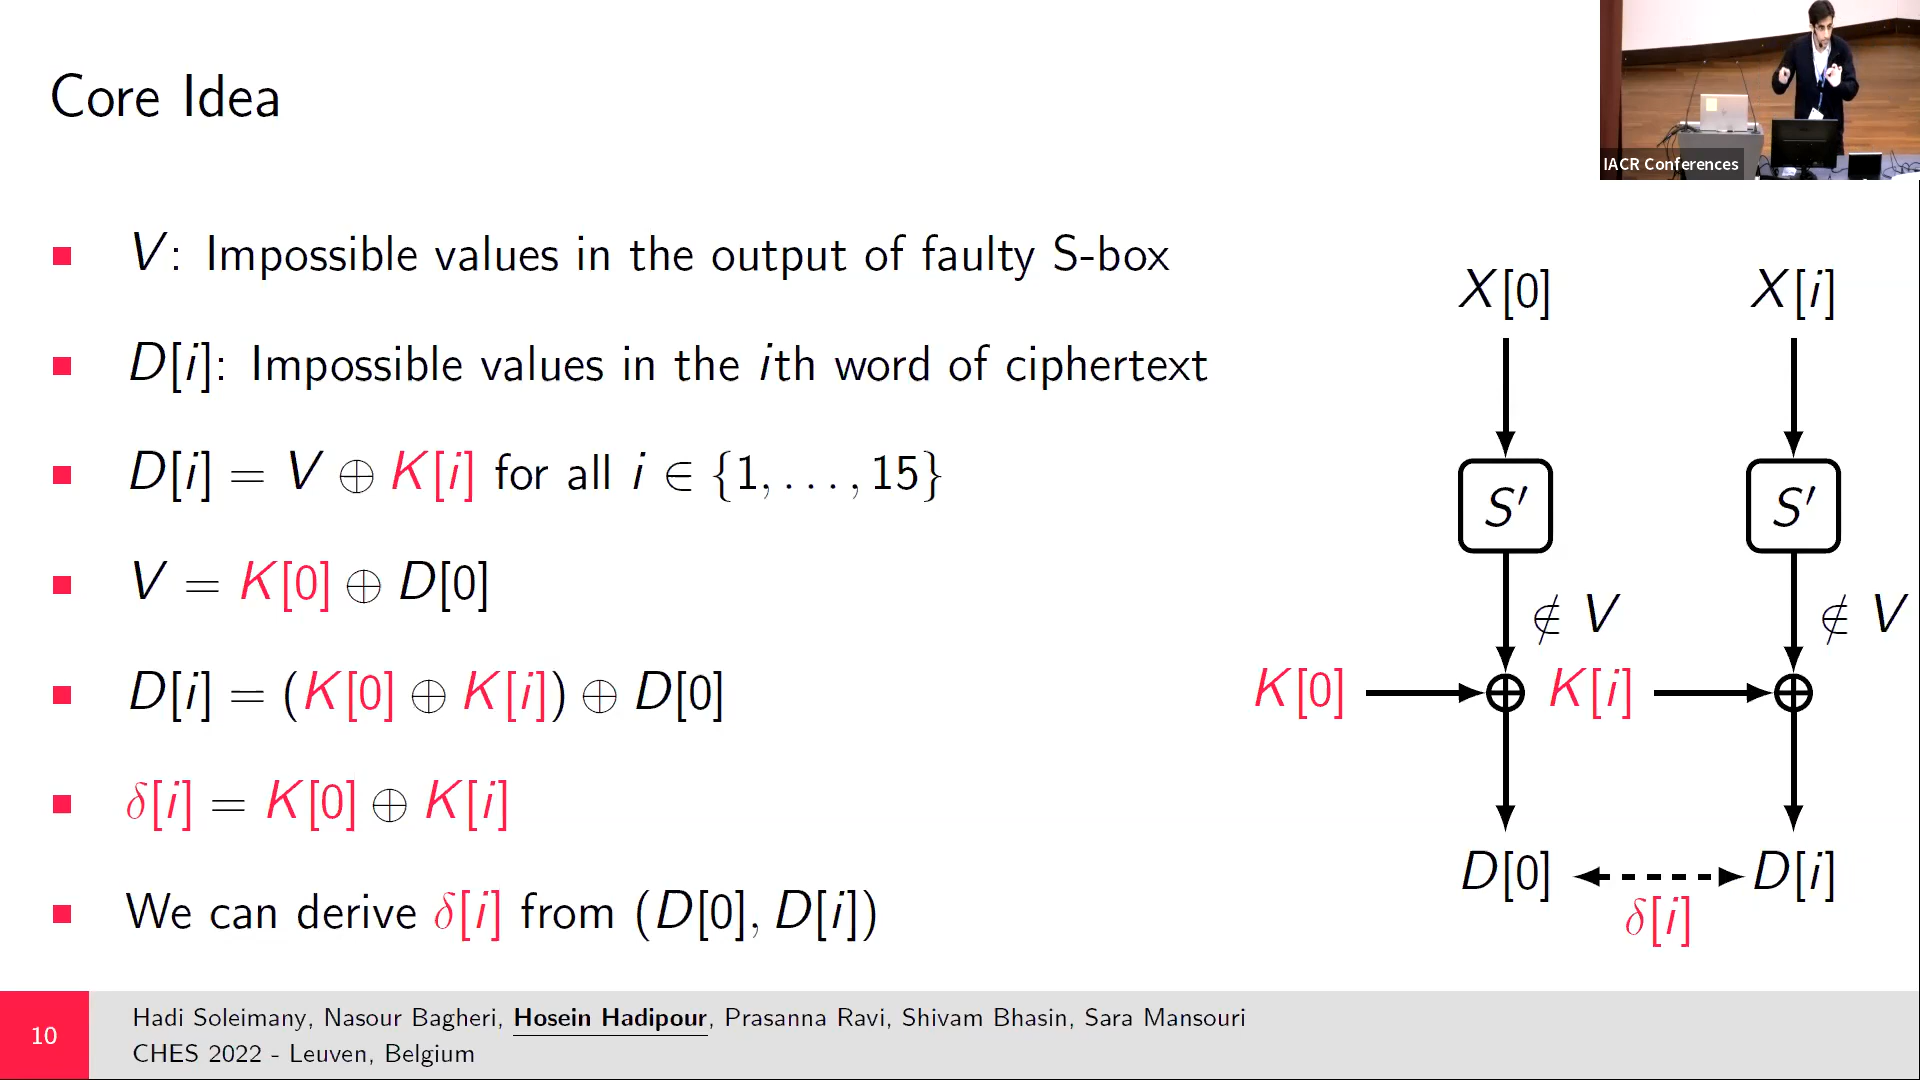 Core Idea
IACR Conferences
V: Impossible values in the output of faulty S-box
D[i]: Impossible values in the ith word of ciphertext
D[i] = V ⊕ K[i] for all i ∈ {1, . . . , 15}
V = K[0] ⊕ D[0]
D[i] = (K[0] ⊕ K[i]) ⊕ D[0]
δ[i] = K[0] ⊕ K[i]
We can derive δ[i] from (D[0], D[i])
X[0] X[i]
S′ S′
∉ V ∉ V
K[0] ⊕ K[i] ⊕
D[0] D[i]
δ[i]
10
Hadi Soleimany, Nasour Bagheri, Hosein Hadipour, Prasanna Ravi, Shivam Bhasin, Sara Mansouri
CHES 2022 - Leuven, Belgium